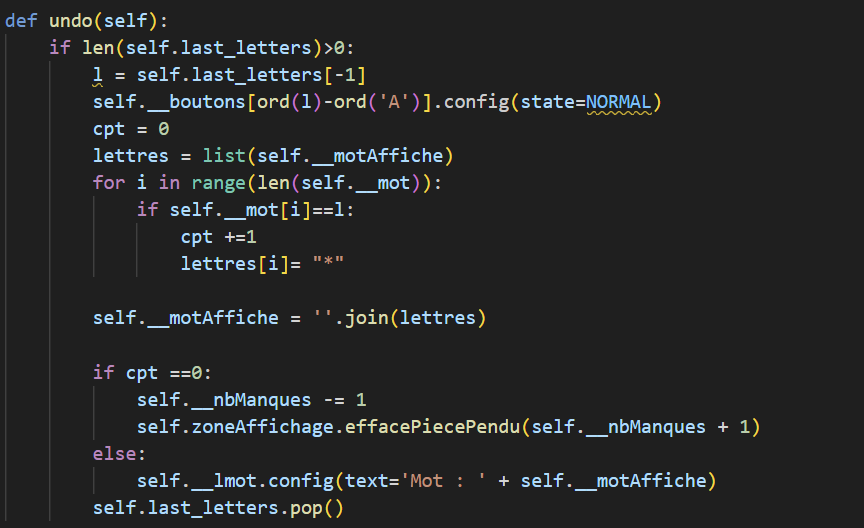 def undo(self):
    if len(self.last_letters)>0:
        l = self.last_letters[-1]
        self.__boutons[ord(l)-ord('A')].config(state=NORMAL)
        cpt = 0
        lettres = list(self.__motAffiche)
        for i in range(len(self.__mot)):
            if self.__mot[i]==l:
                cpt +=1
                lettres[i]= "*"

        self.__motAffiche = ''.join(lettres)

        if cpt ==0:
            self.__nbManques -= 1
            self.zoneAffichage.effacePiecePendu(self.__nbManques + 1)
        else:
            self.__lmot.config(text='Mot : ' + self.__motAffiche)
        self.last_letters.pop()